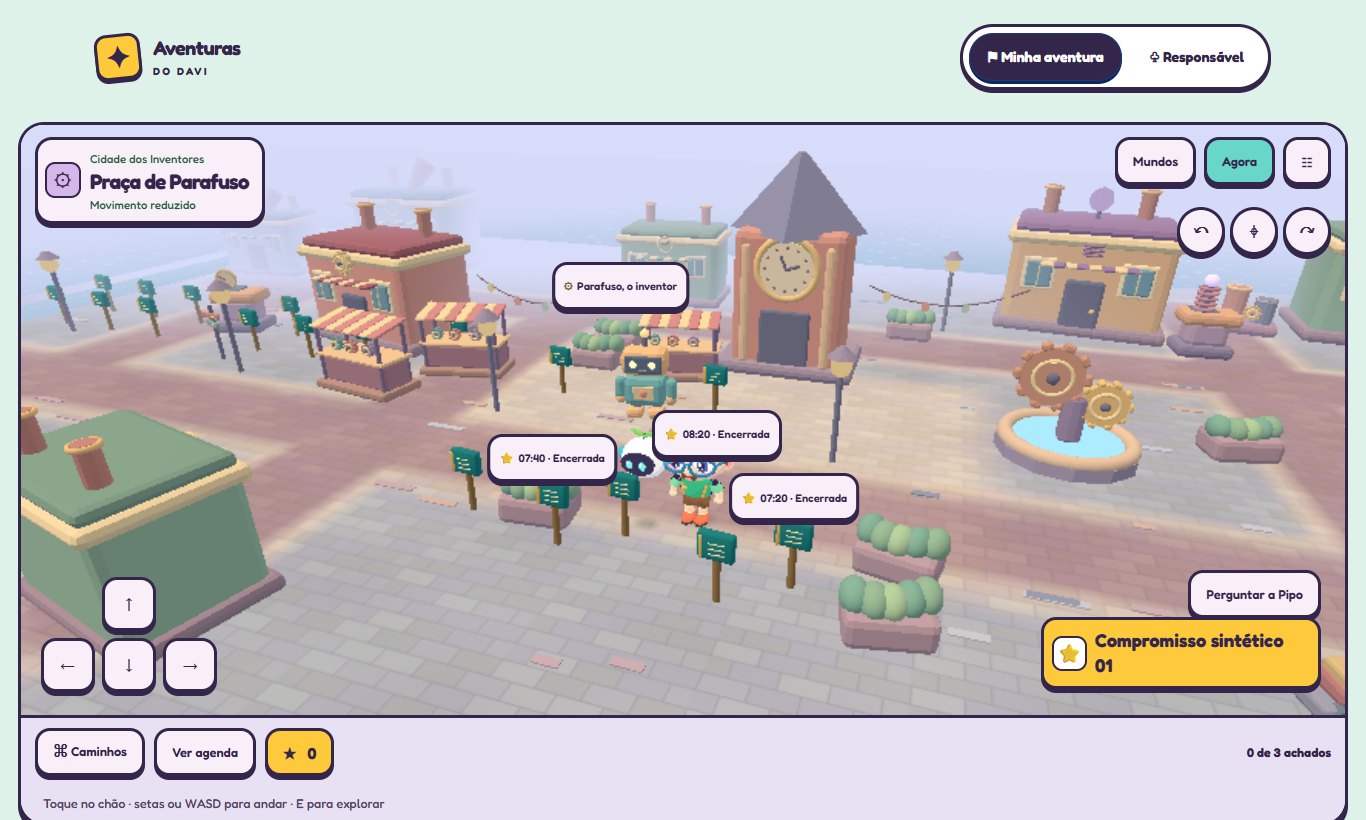 Aventuras
DO DAVI
Minha aventura
Responsável
Cidade dos Inventores
Praça de Parafuso
Movimento reduzido
Mundos
Agora
Parafuso, o inventor
08:20 · Encerrada
07:40 · Encerrada
07:20 · Encerrada
Perguntar a Pipo
Compromisso sintético
01
Caminhos
Ver agenda
★ 0
0 de 3 achados
Toque no chão · setas ou WASD para andar · E para explorar